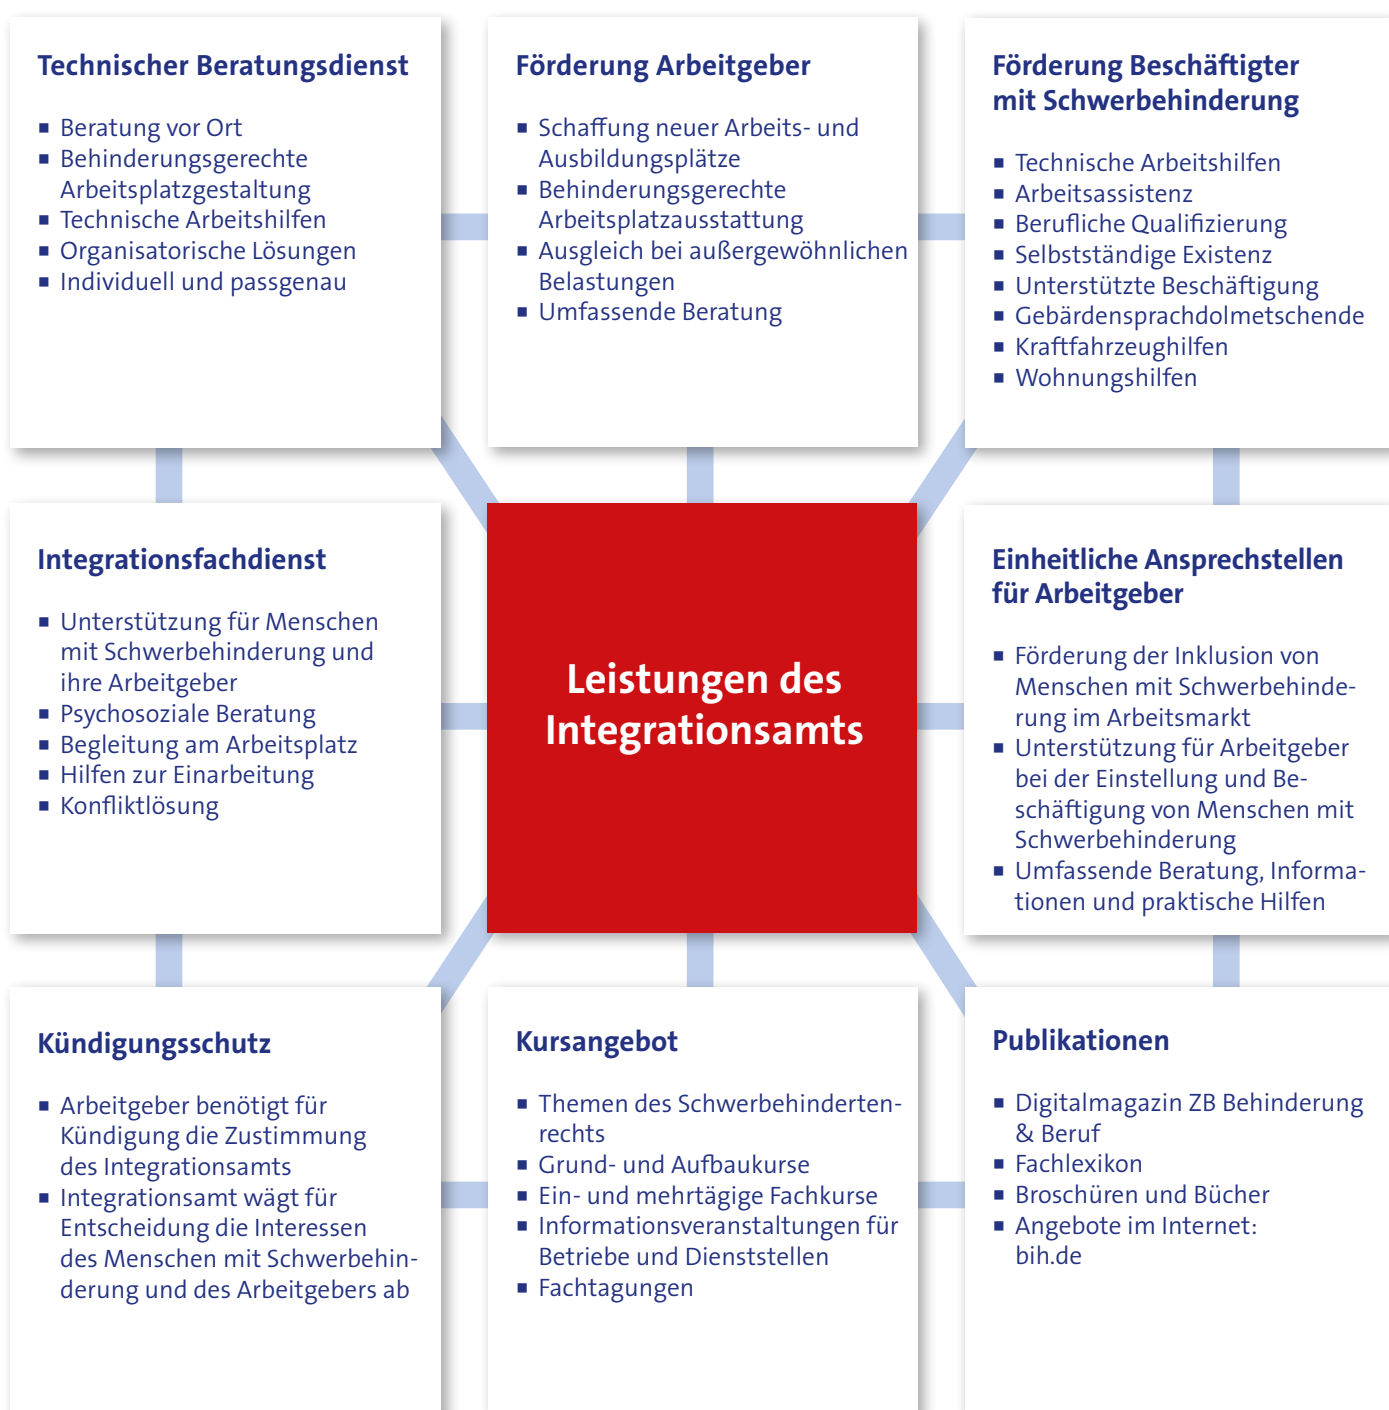 Technischer Beratungsdienst
▪ Beratung vor Ort
▪ Behinderungsgerechte
Arbeitsplatzgestaltung
▪ Technische Arbeitshilfen
▪ Organisatorische Lösungen
▪ Individuell und passgenau
Förderung Arbeitgeber
▪ Schaffung neuer Arbeits- und
Ausbildungsplätze
▪ Behinderungsgerechte
Arbeitsplatzausstattung
▪ Ausgleich bei außergewöhnlichen
Belastungen
▪ Umfassende Beratung
Förderung Beschäftigter
mit Schwerbehinderung
▪ Technische Arbeitshilfen
▪ Arbeitsassistenz
▪ Berufliche Qualifizierung
▪ Selbstständige Existenz
▪ Unterstützte Beschäftigung
▪ Gebärdensprachdolmetschende
▪ Kraftfahrzeughilfen
▪ Wohnungshilfen
Integrationsfachdienst
▪ Unterstützung für Menschen
mit Schwerbehinderung und
ihre Arbeitgeber
▪ Psychosoziale Beratung
▪ Begleitung am Arbeitsplatz
▪ Hilfen zur Einarbeitung
▪ Konfliktlösung
Leistungen des
Integrationsamts
Einheitliche Ansprechstellen
für Arbeitgeber
▪ Förderung der Inklusion von
Menschen mit Schwerbehinde-
rung im Arbeitsmarkt
▪ Unterstützung für Arbeitgeber
bei der Einstellung und Be-
schäftigung von Menschen mit
Schwerbehinderung
▪ Umfassende Beratung, Informa-
tionen und praktische Hilfen
Kündigungsschutz
▪ Arbeitgeber benötigt für
Kündigung die Zustimmung
des Integrationsamts
▪ Integrationsamt wägt für
Entscheidung die Interessen
des Menschen mit Schwerbehin-
derung und des Arbeitgebers ab
Kursangebot
▪ Themen des Schwerbehinderten-
rechts
▪ Grund- und Aufbaukurse
▪ Ein- und mehrtägige Fachkurse
▪ Informationsveranstaltungen für
Betriebe und Dienststellen
▪ Fachtagungen
Publikationen
▪ Digitalmagazin ZB Behinderung
& Beruf
▪ Fachlexikon
▪ Broschüren und Bücher
▪ Angebote im Internet:
bih.de